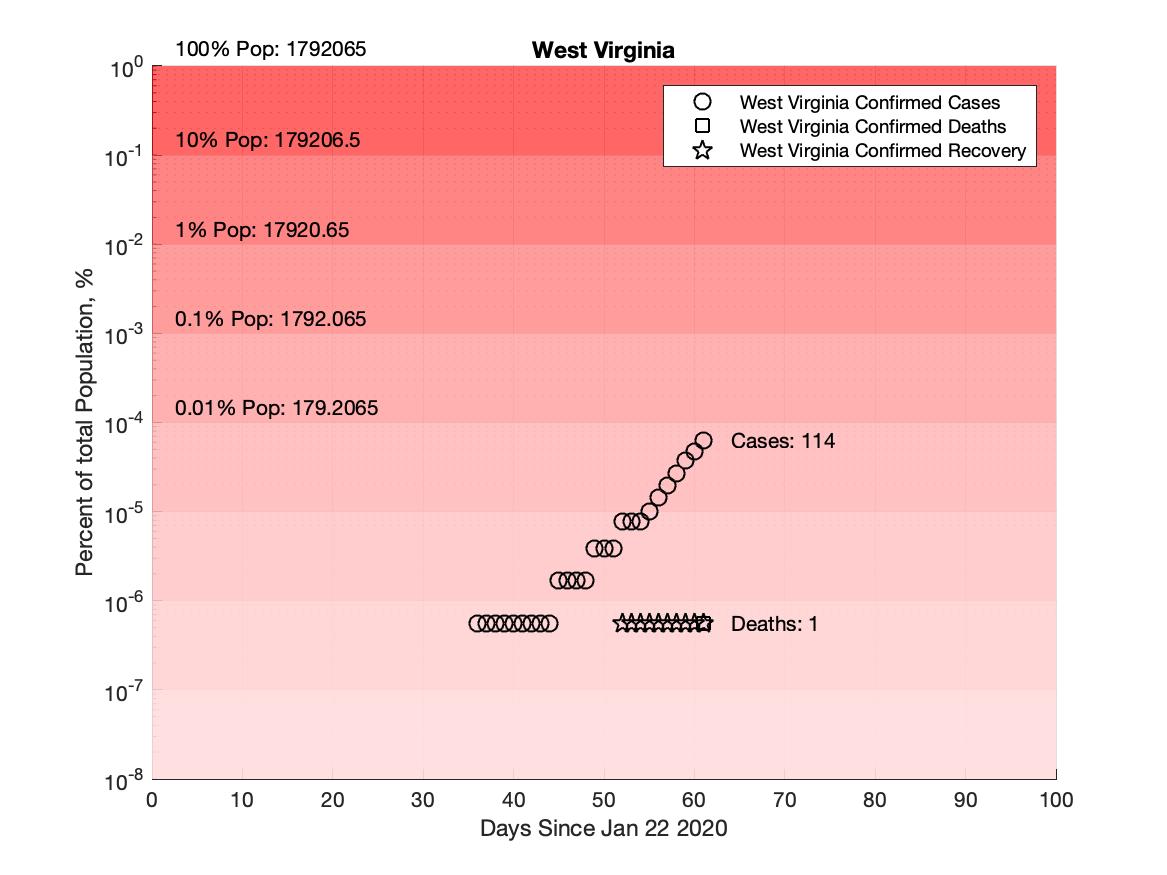 100% Pop: 1792065
West Virginia
10^0
West Virginia Confirmed Cases
West Virginia Confirmed Deaths
West Virginia Confirmed Recovery
10% Pop: 179206.5
10^-1
1% Pop: 17920.65
10^-2
0.1% Pop: 1792.065
10^-3
0.01% Pop: 179.2065
10^-4
Cases: 114
10^-5
10^-6
Deaths: 1
10^-7
10^-8
Percent of total Population, %
0 10 20 30 40 50 60 70 80 90 100
Days Since Jan 22 2020